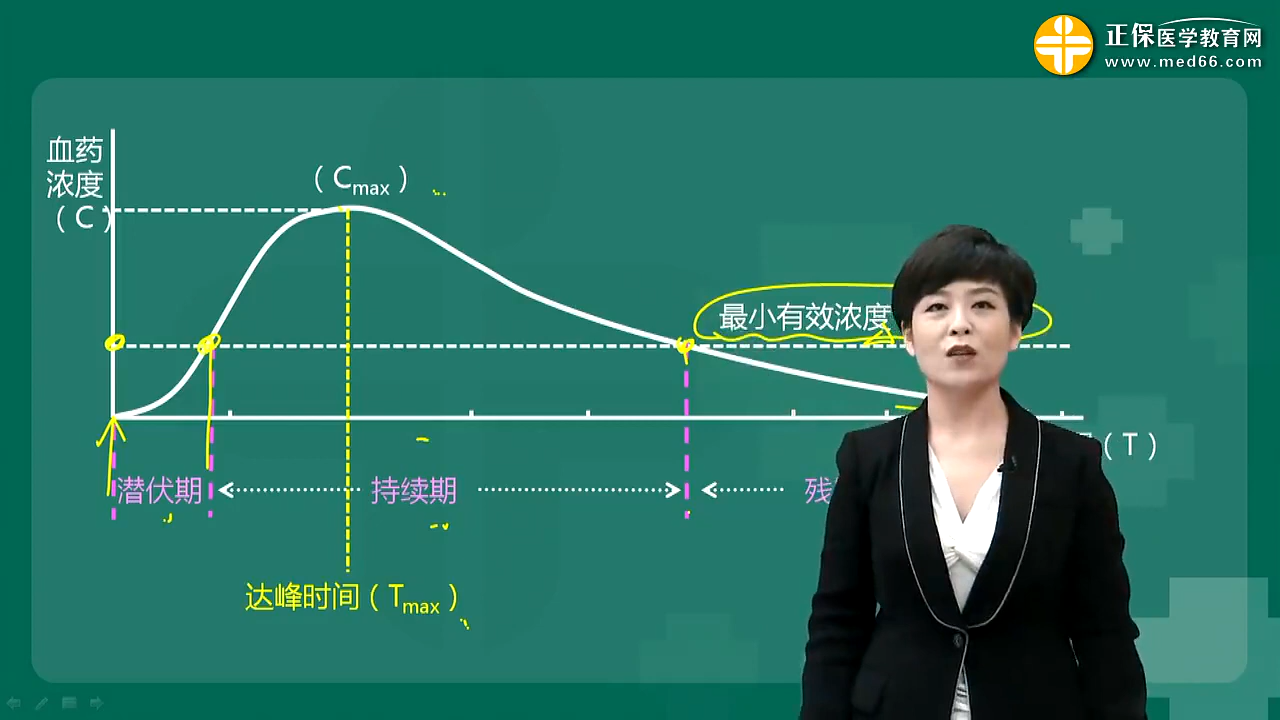 正保医学教育网
www.med66.com
血药
浓度
（C）
（Cmax）
最小有效浓度
（T）
潜伏期
持续期
残
达峰时间（Tmax）